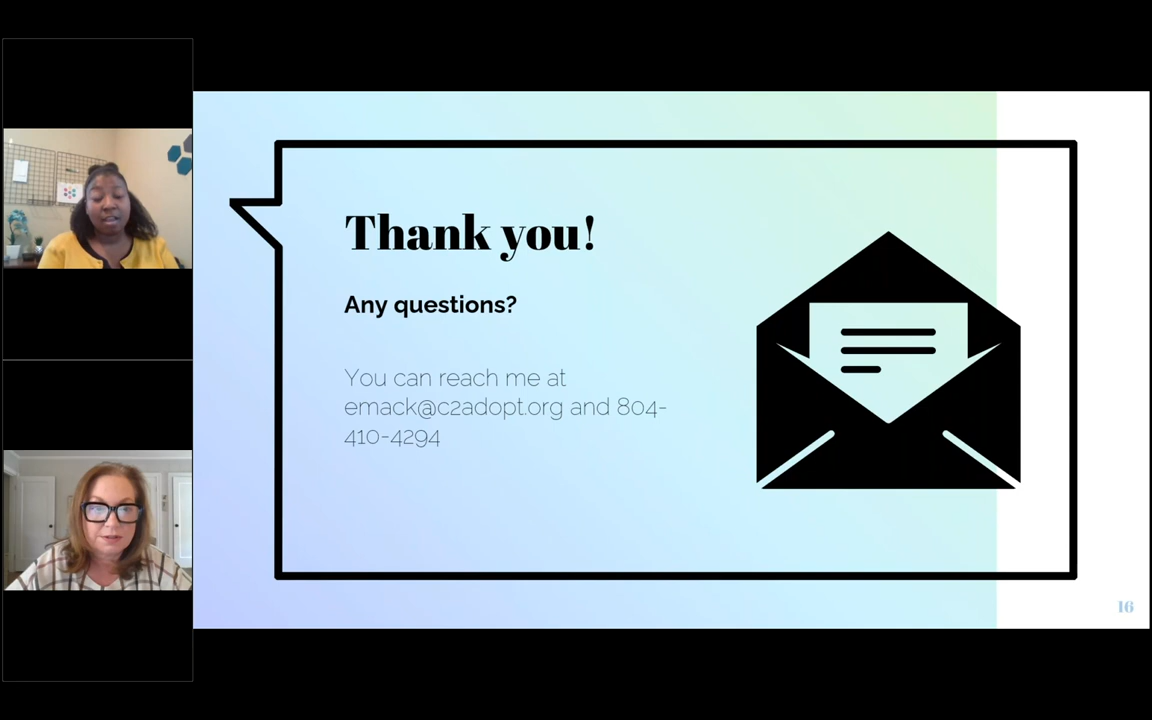 Thank you!
Any questions?
You can reach me at
emack@c2adopt.org and 804-
410-4294
16